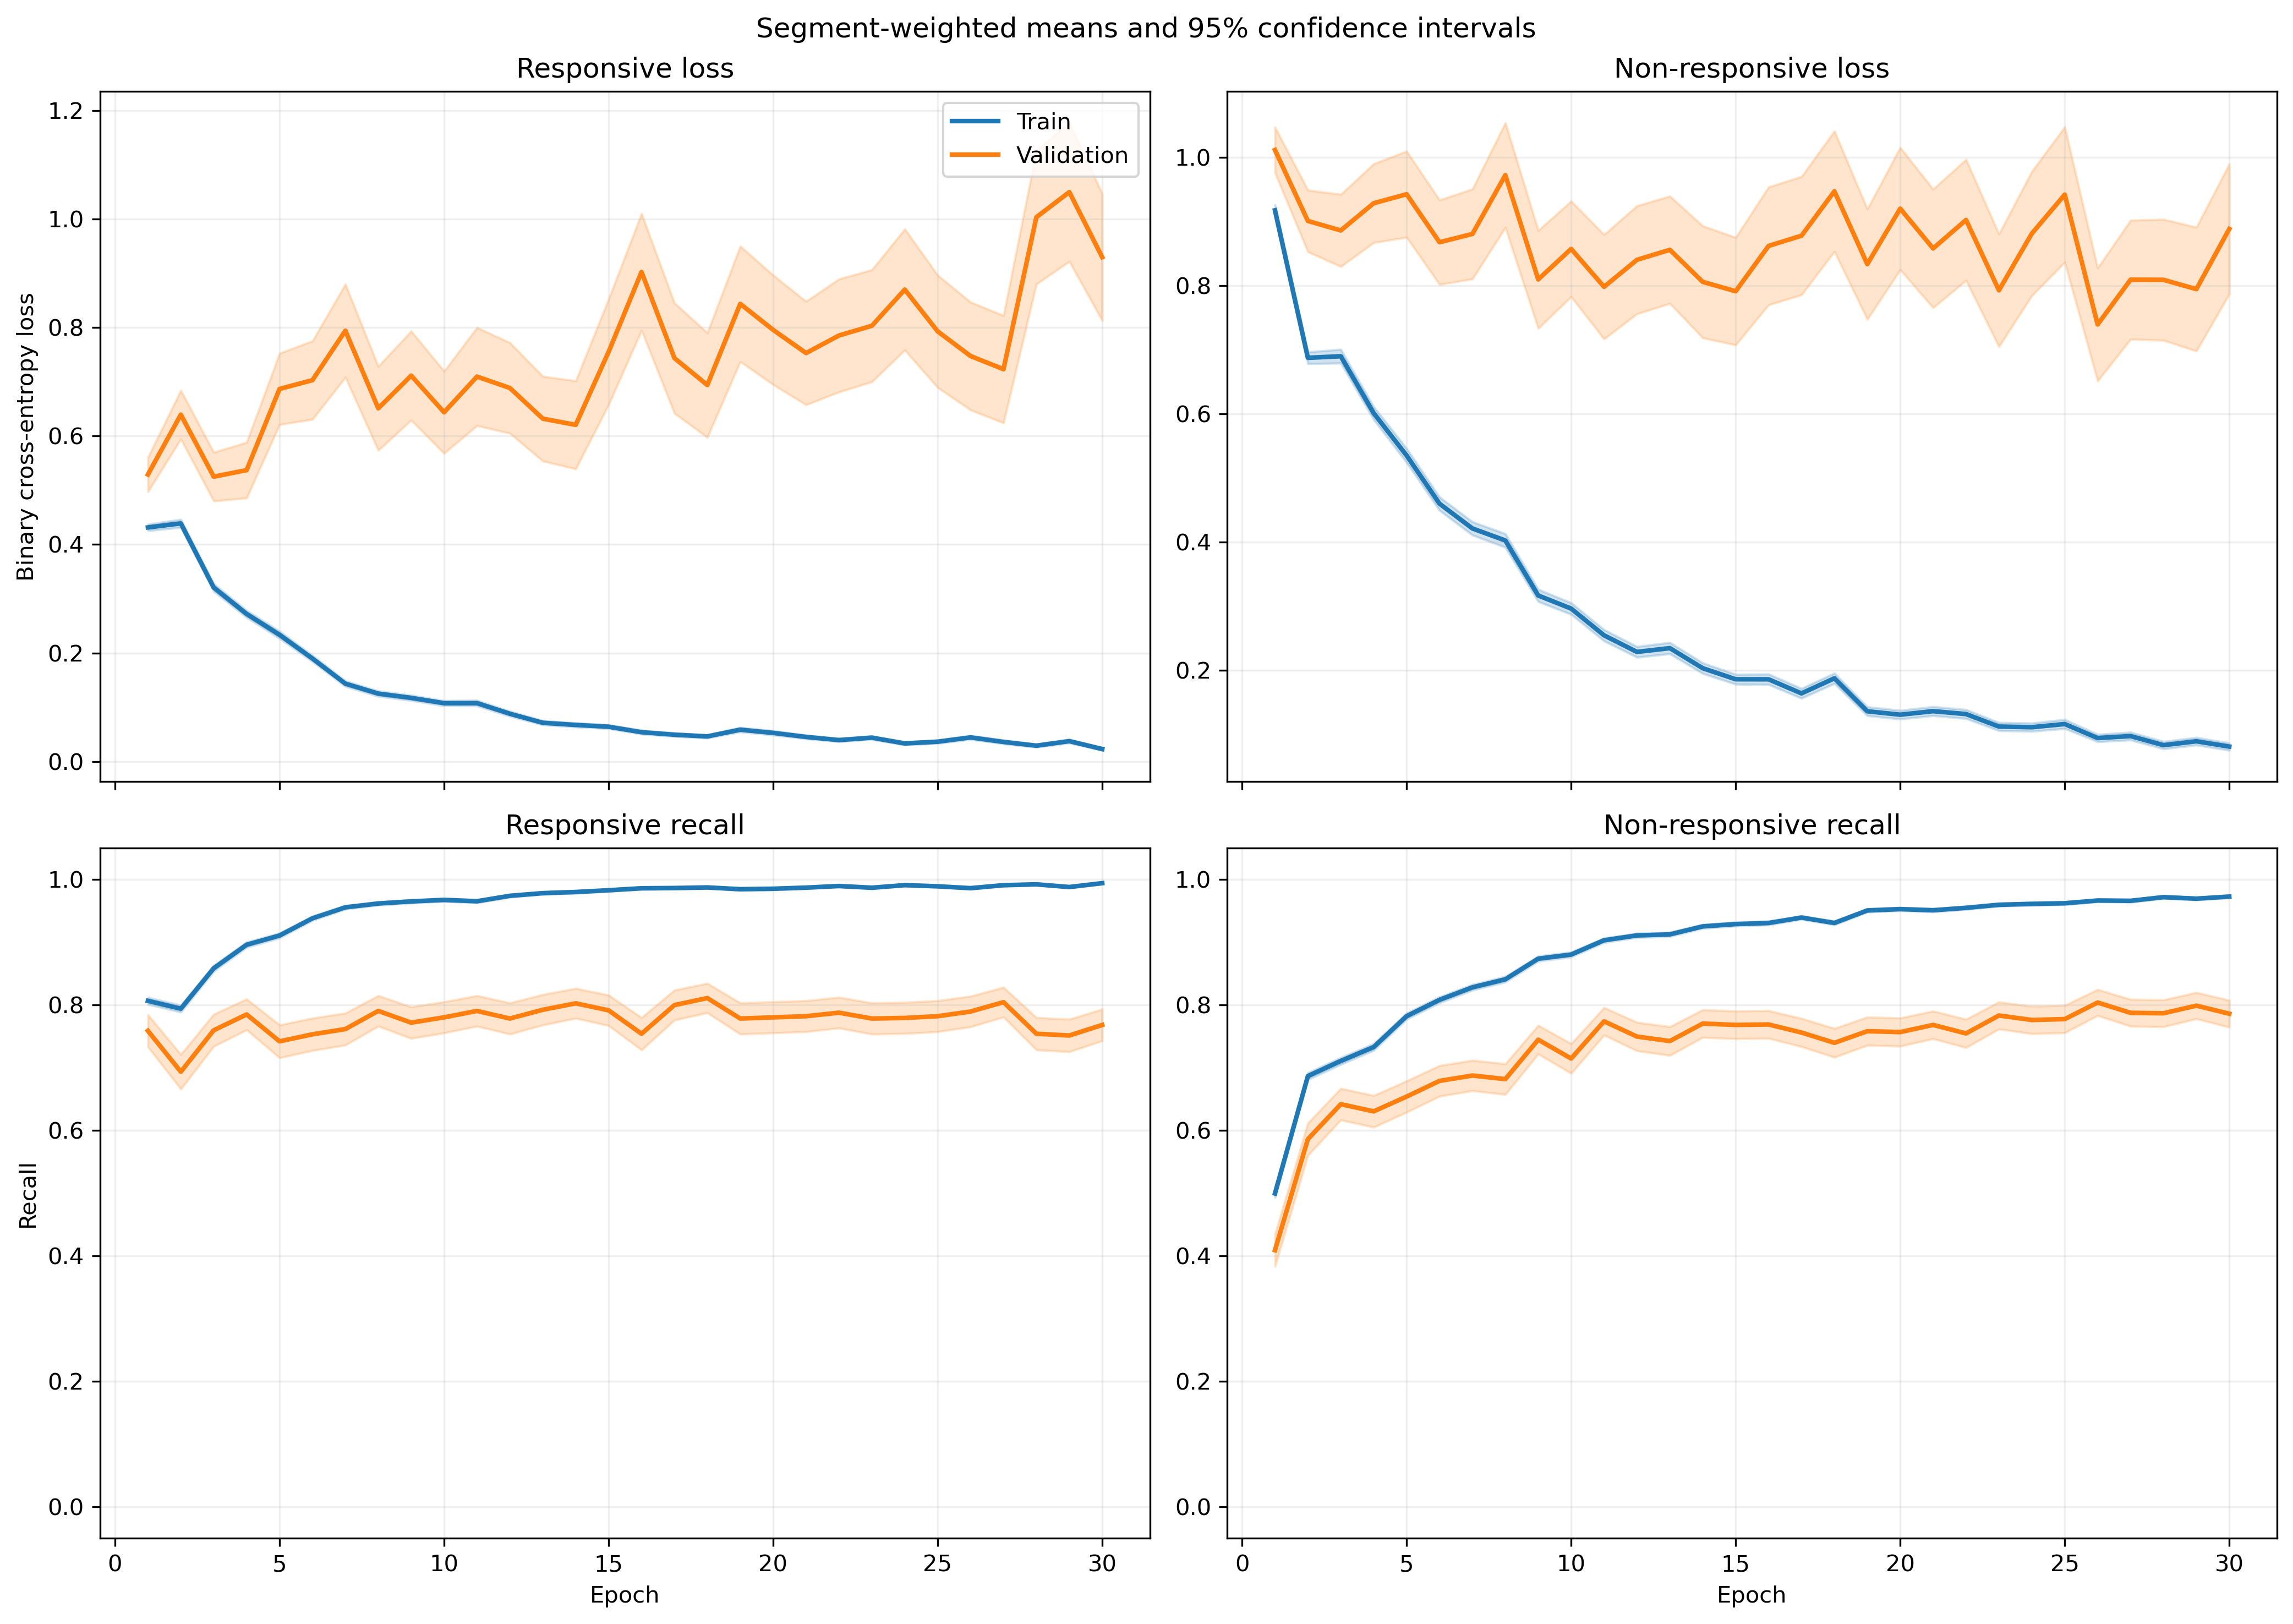 Segment-weighted means and 95% confidence intervals
Responsive loss
Non-responsive loss
Binary cross-entropy loss
1.2
1.0
0.8
0.6
0.4
0.2
0.0
Train
Validation
1.0
0.8
0.6
0.4
0.2
Responsive recall
Non-responsive recall
Recall
1.0
0.8
0.6
0.4
0.2
0.0
0 5 10 15 20 25 30
Epoch
1.0
0.8
0.6
0.4
0.2
0.0
0 5 10 15 20 25 30
Epoch